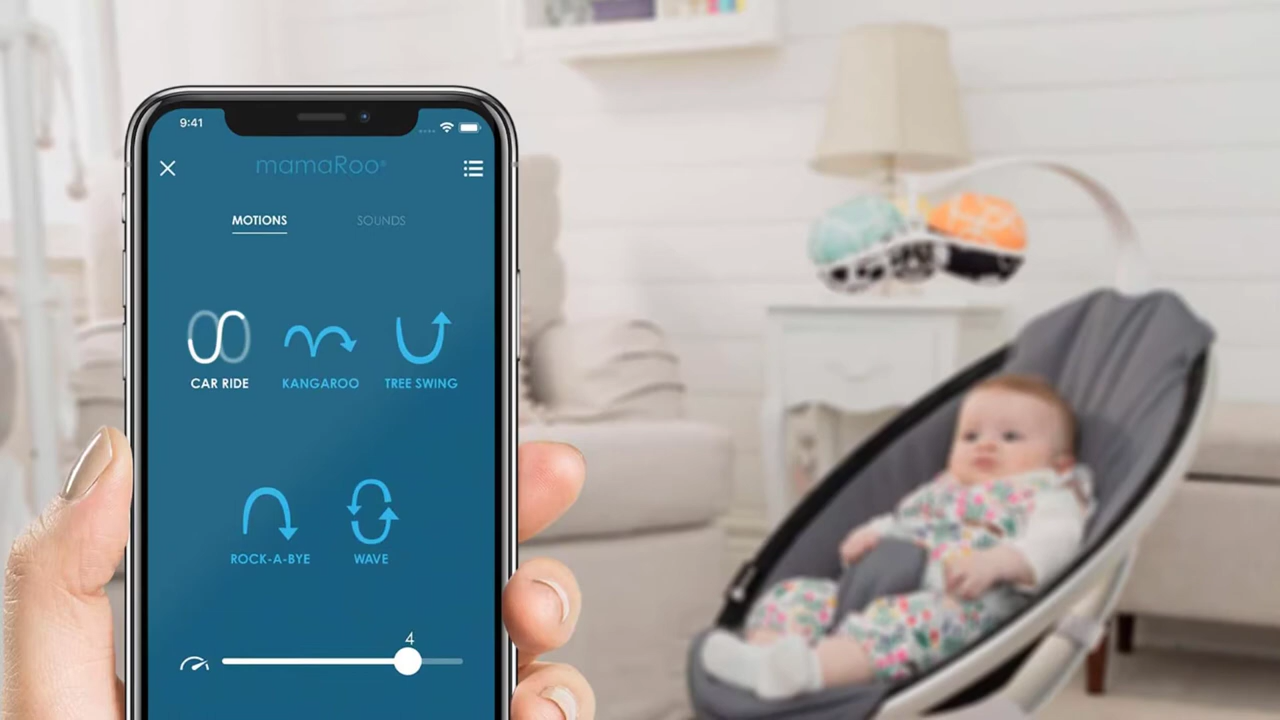 9:41
mamaRoo®
MOTIONS SOUNDS
CAR RIDE KANGAROO TREE SWING
ROCK-A-BYE WAVE
4